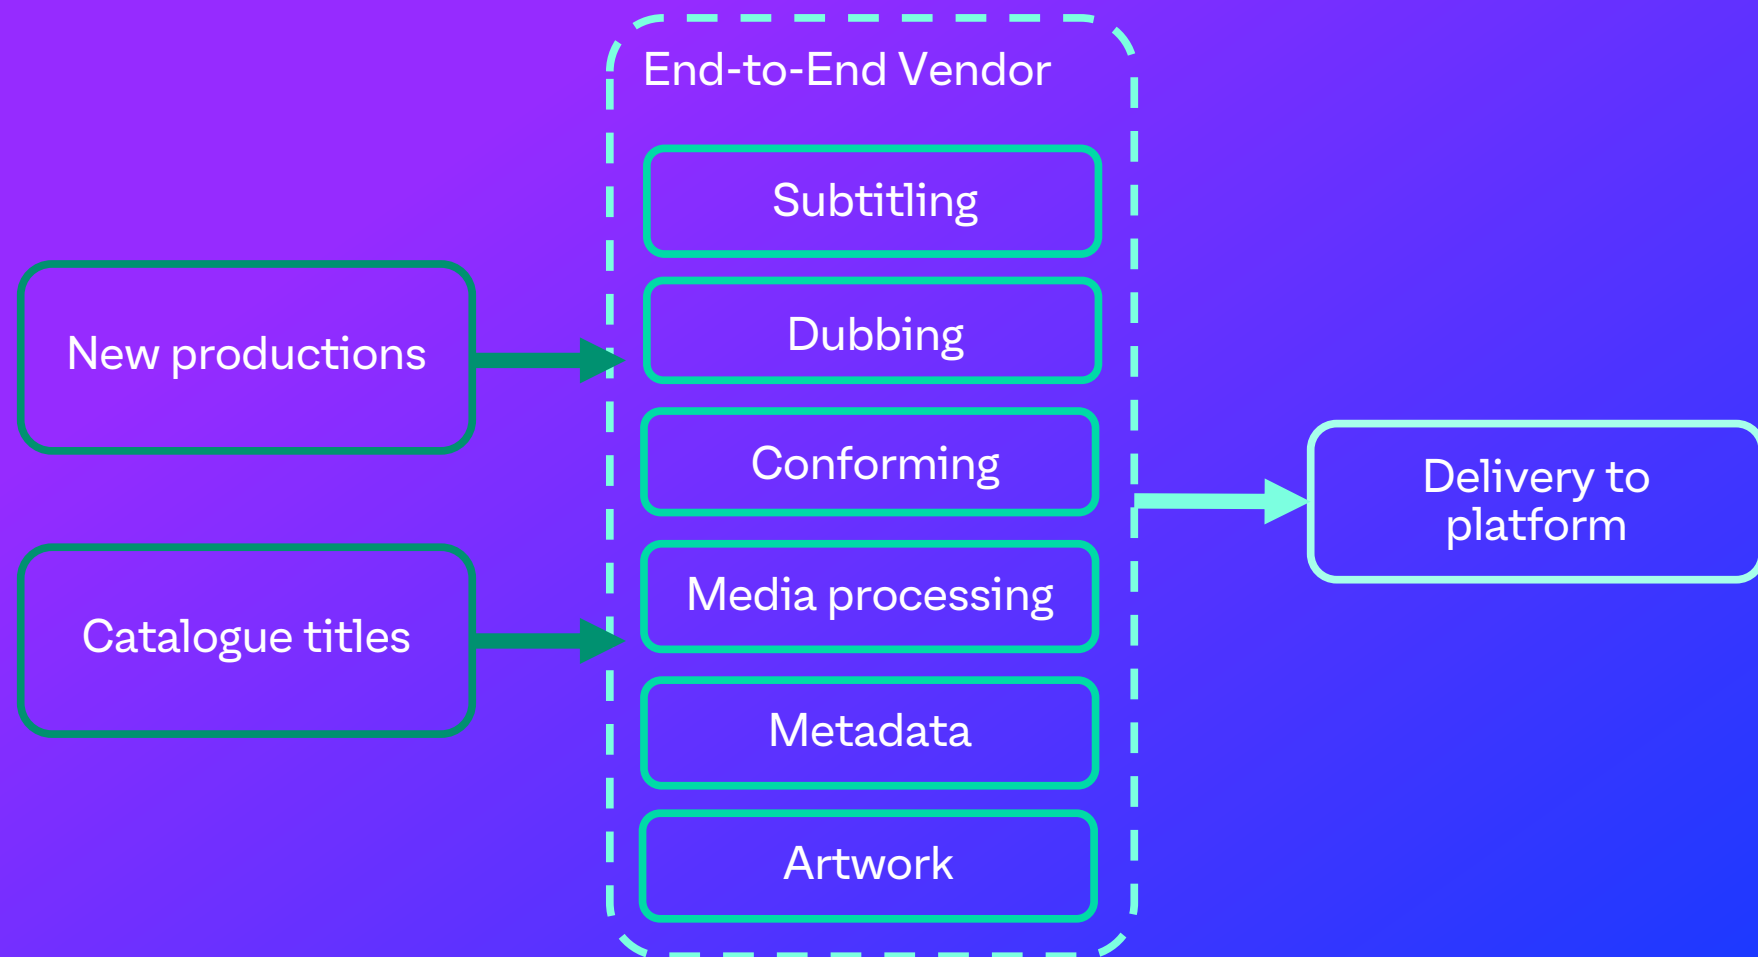 End-to-End Vendor
Subtitling
Dubbing
Conforming
Media processing
Metadata
Artwork
New productions
Catalogue titles
Delivery to
platform